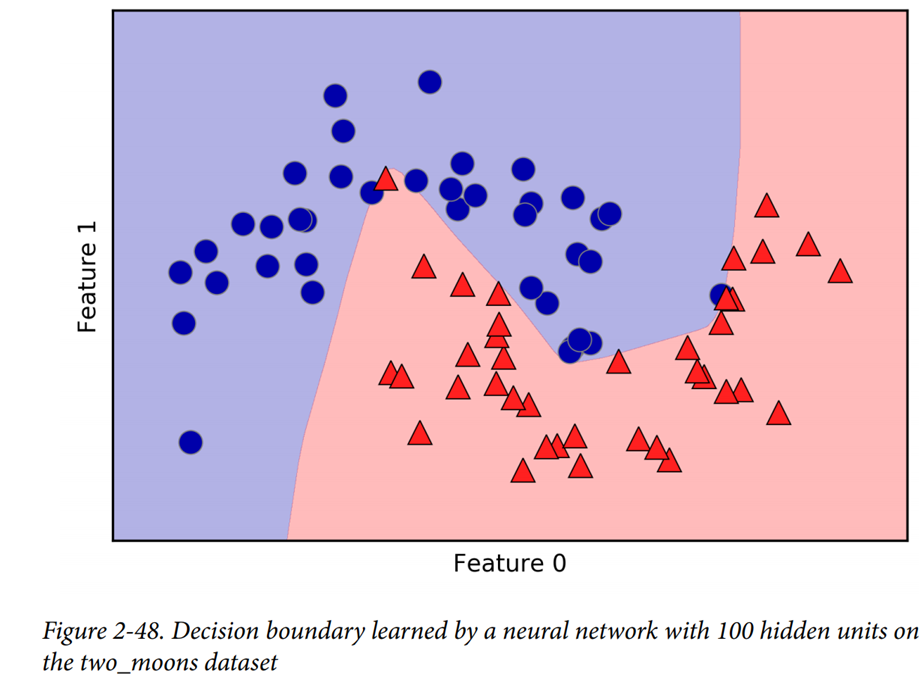 Feature 1
Feature 0
Figure 2-48. Decision boundary learned by a neural network with 100 hidden units on
the two_moons dataset